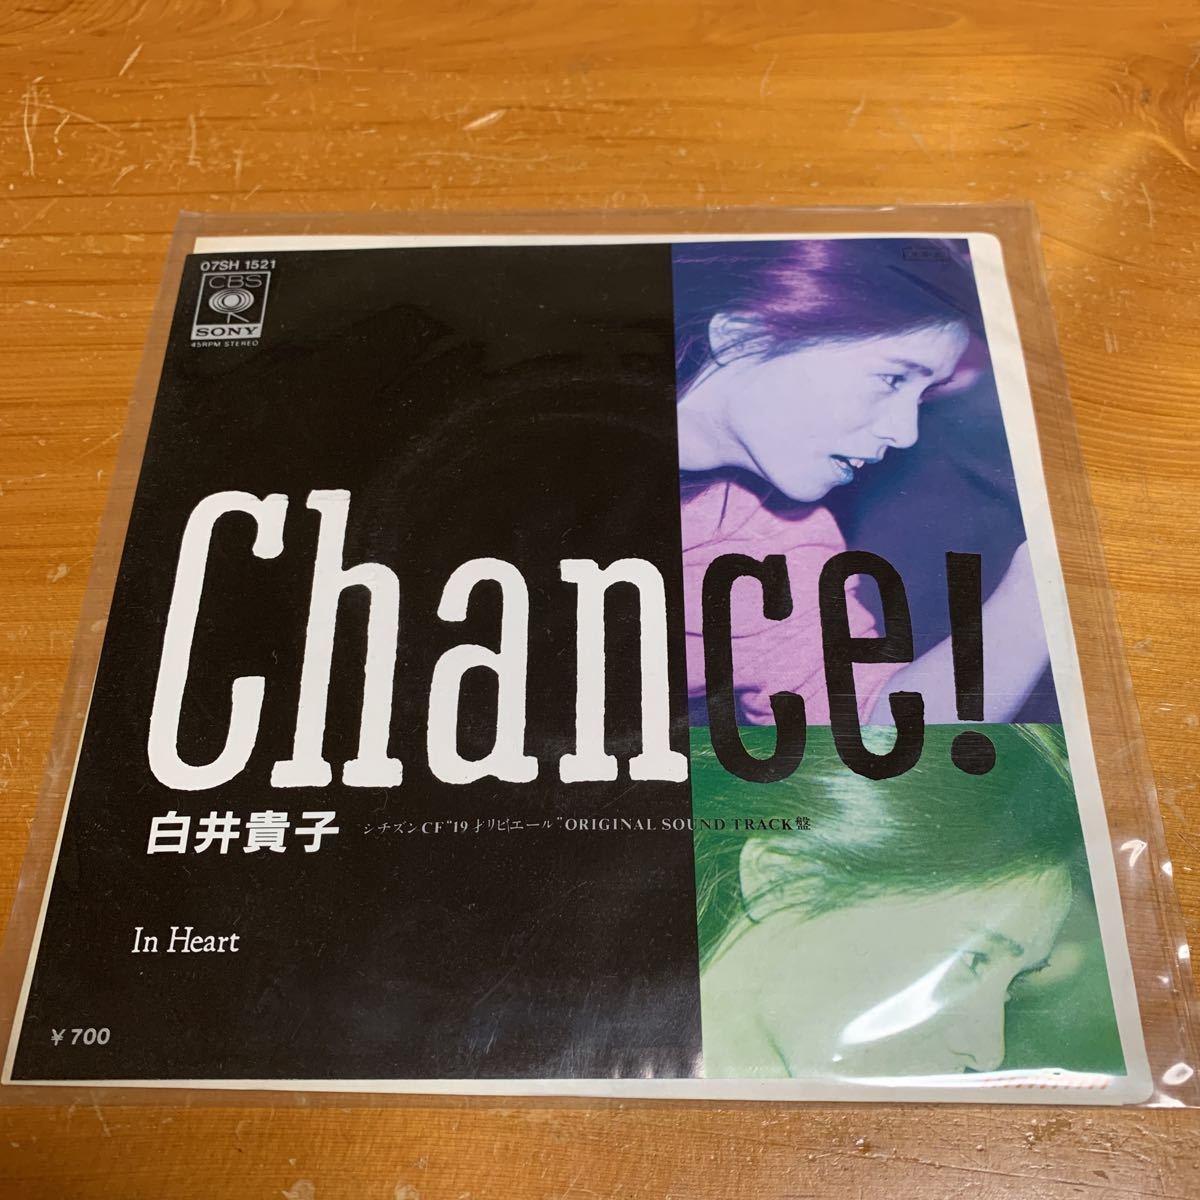 07SH 1521
CBS
SONY
45RPM STEREO
Chance!
白井貴子
シチズンCF"19才リビエール"ORIGINAL SOUND TRACK盤
In Heart
¥700